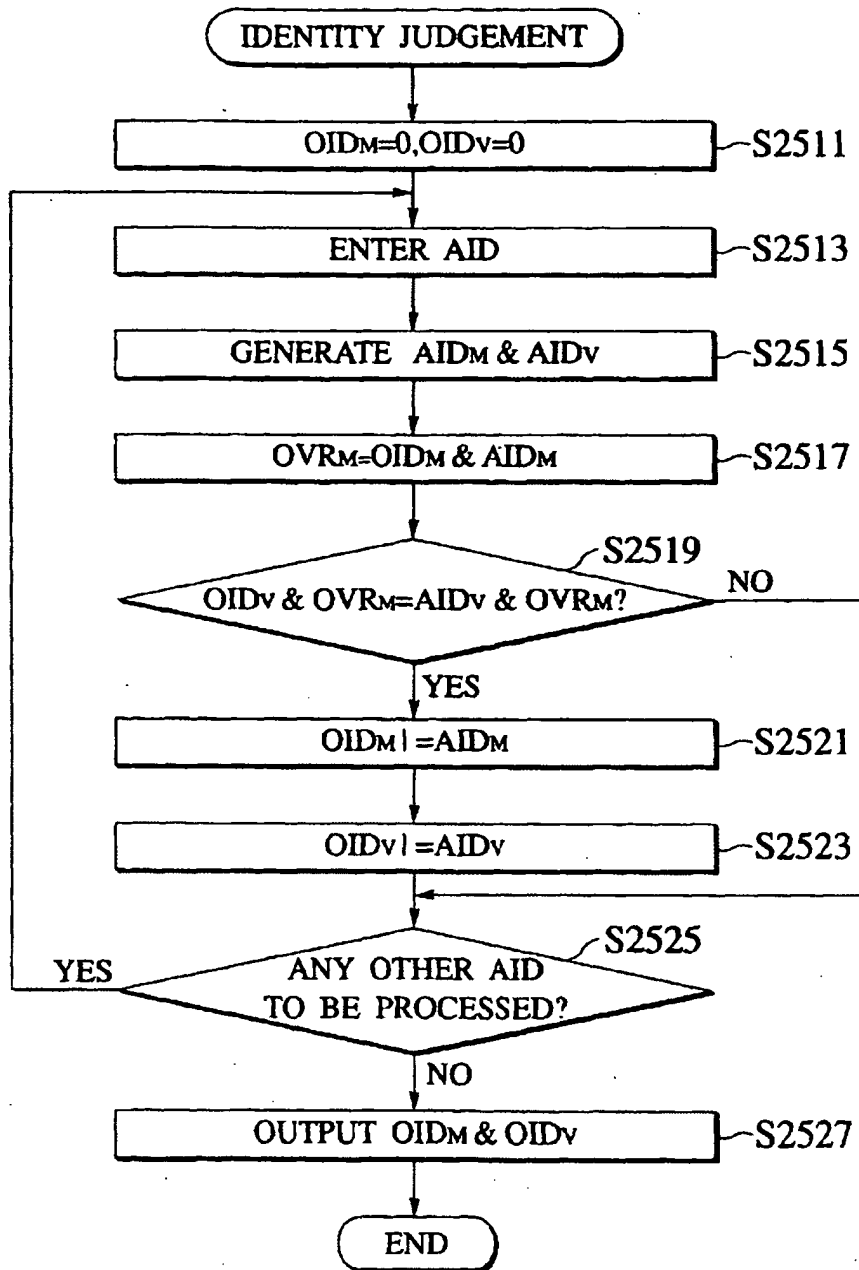 IDENTITY JUDGEMENT
OIDM=0,OIDV=0
S2511
ENTER AID
S2513
GENERATE AIDM & AIDV
S2515
OVRM=OIDM & AIDM
S2517
S2519
OIDV & OVRM=AIDV & OVRM?
NO
YES
OIDM | =AIDM
S2521
OIDV | =AIDV
S2523
S2525
YES
ANY OTHER AID
TO BE PROCESSED?
NO
OUTPUT OIDM & OIDV
S2527
END